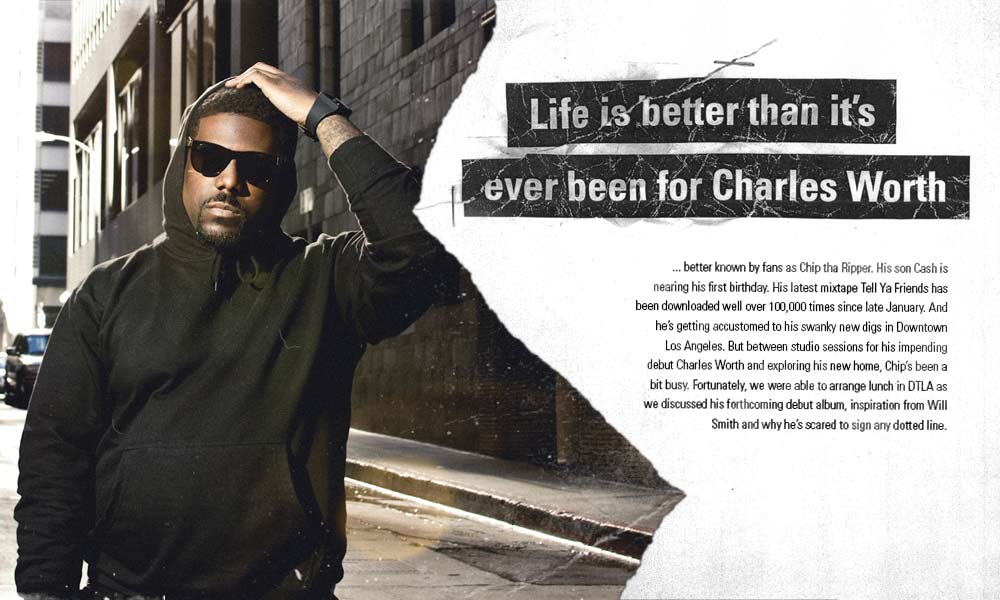 Life is better than it's
ever been for Charles Worth
... better known by fans as Chip tha Ripper. His son Cash is
nearing his first birthday. His latest mixtape Tell Ya Friends has
been downloaded well over 100,000 times since late January. And
he's getting accustomed to his swanky new digs in Downtown
Los Angeles. But between studio sessions for his impending
debut Charles Worth and exploring his new home, Chip's been a
bit busy. Fortunately, we were able to arrange lunch in DTLA as
we discussed his forthcoming debut album, inspiration from Will
Smith and why he's scared to sign any dotted line.